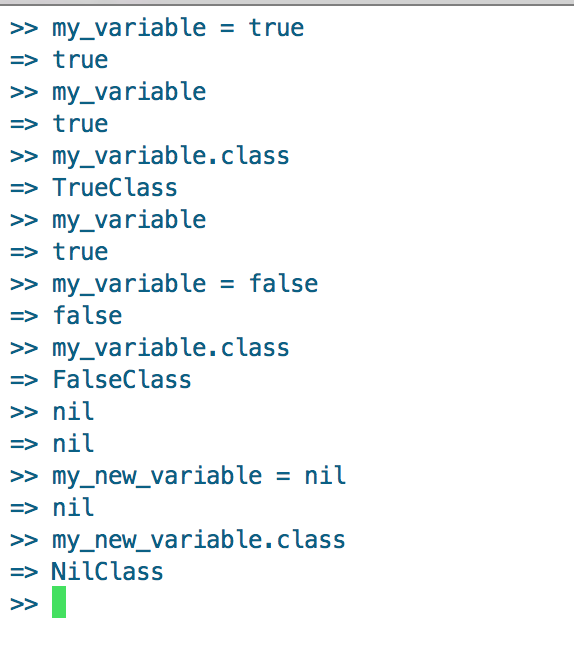 >> my_variable = true
=> true
>> my_variable
=> true
>> my_variable.class
=> TrueClass
>> my_variable
=> true
>> my_variable = false
=> false
>> my_variable.class
=> FalseClass
>> nil
=> nil
>> my_new_variable = nil
=> nil
>> my_new_variable.class
=> NilClass
>>